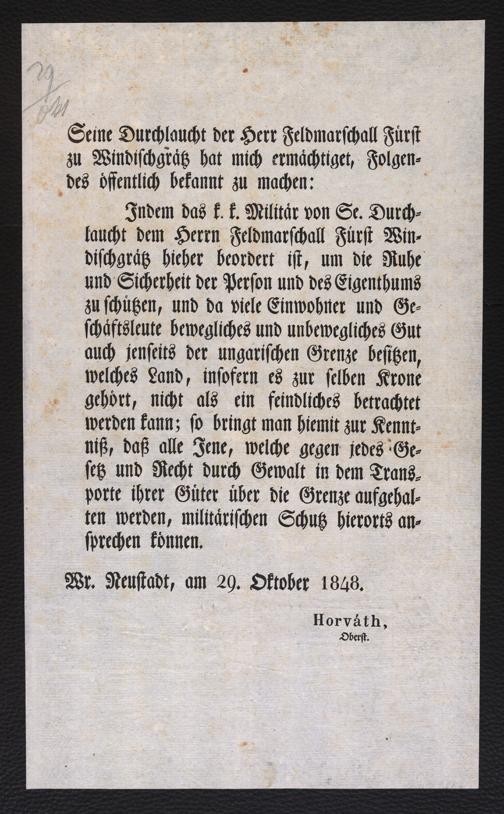 29
Seine Durchlaucht der Herr Feldmarschall Fürst
zu Windischgrätz hat mich ermächtiget, Folgen-
des öffentlich bekannt zu machen:
Indem das k. k. Militär von Se. Durch-
laucht dem Herrn Feldmarschall Fürst Win-
dischgrätz hieher beordert ist, um die Ruhe
und Sicherheit der Person und des Eigenthums
zu schützen, und da viele Einwohner und Ge-
schäftsleute bewegliches und unbewegliches Gut
auch jenseits der ungarischen Grenze besitzen,
welches Land, insofern es zur selben Krone
gehört, nicht als ein feindliches betrachtet
werden kann; so bringt man hiemit zur Kennt-
niß, daß alle Jene, welche gegen jedes Ge-
setz und Recht durch Gewalt in dem Trans-
porte ihrer Güter über die Grenze aufgehal-
ten werden, militärischen Schutz hierorts an-
sprechen können.
Wr. Neustadt, am 29. Oktober 1848.
Horváth,
Oberst.